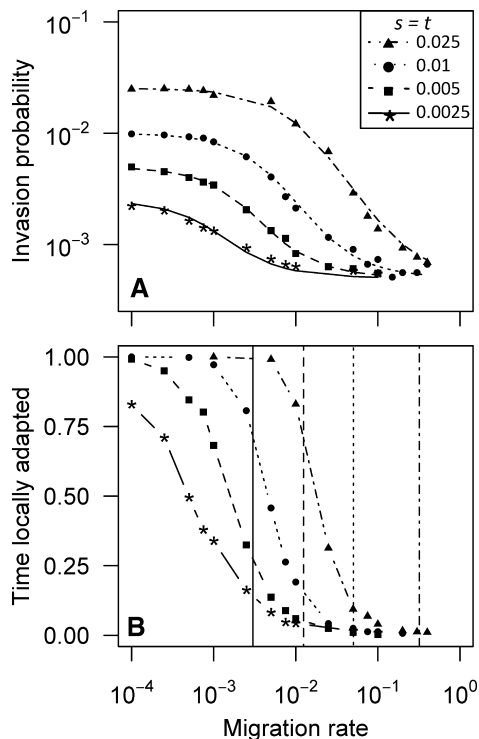 10⁻¹
10⁻²
10⁻³
Invasion probability
s = t
0.025
0.01
0.005
0.0025
A
1.00
0.75
0.50
0.25
0.00
Time locally adapted
B
10⁻⁴ 10⁻³ 10⁻² 10⁻¹ 10⁰
Migration rate